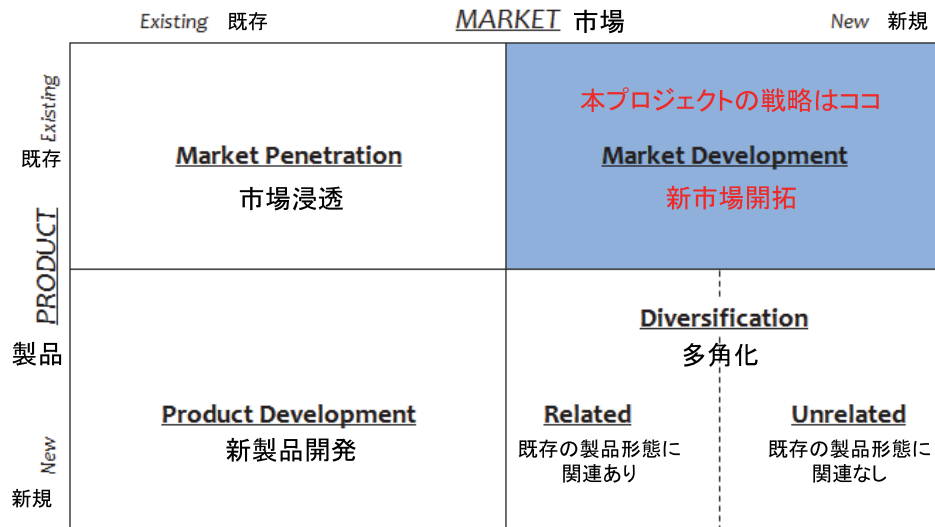 Existing 既存
MARKET 市場
New 新規
Existing
既存
PRODUCT
製品
New
新規
Market Penetration
市場浸透
本プロジェクトの戦略はココ
Market Development
新市場開拓
Product Development
新製品開発
Diversification
多角化
Related
既存の製品形態に
関連あり
Unrelated
既存の製品形態に
関連なし